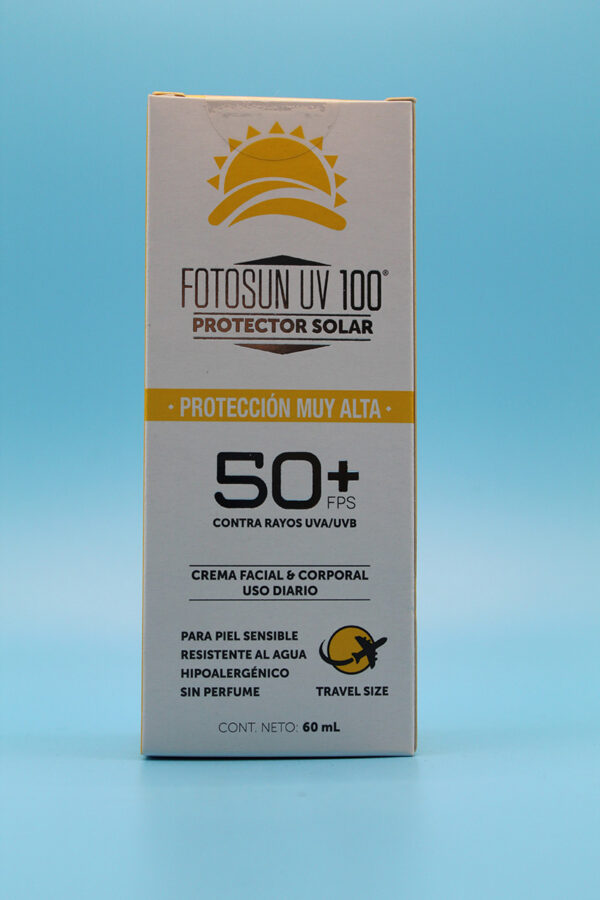 FOTOSUN UV 100®
PROTECTOR SOLAR
· PROTECCIÓN MUY ALTA ·
50+
FPS
CONTRA RAYOS UVA/UVB
CREMA FACIAL & CORPORAL
USO DIARIO
PARA PIEL SENSIBLE
RESISTENTE AL AGUA
HIPOALERGÉNICO
SIN PERFUME
TRAVEL SIZE
CONT. NETO: 60 mL